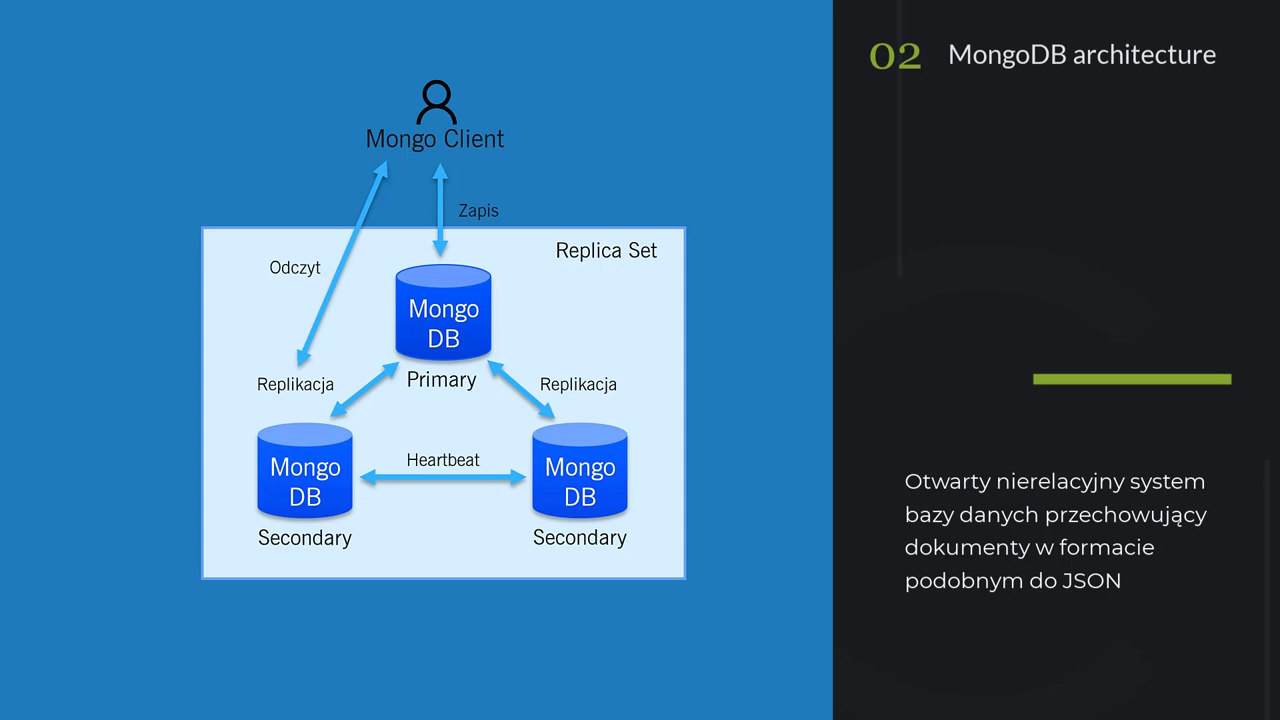 02 MongoDB architecture
Mongo Client
Zapis
Odczyt
Replica Set
Mongo
DB
Primary
Replikacja
Replikacja
Mongo
DB
Secondary
Heartbeat
Mongo
DB
Secondary
Otwarty nierelacyjny system
bazy danych przechowujący
dokumenty w formacie
podobnym do JSON